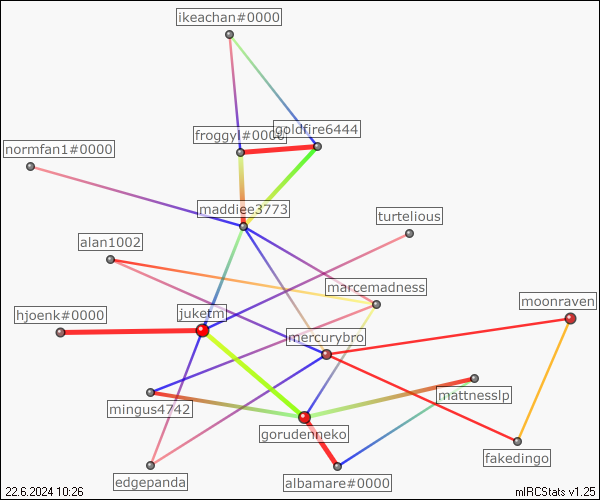 ikeachan#0000
goldfire6444
froggyl#0000
normfan1#0000
maddiee3773
turtelious
alan1002
marcemadness
moonraven
hjoenk#0000
juketm
mercurybro
mattnesslp
mingus4742
gorudenneko
fakedingo
edgepanda
albamare#0000
22.6.2024 10:26
mIRCStats v1.25